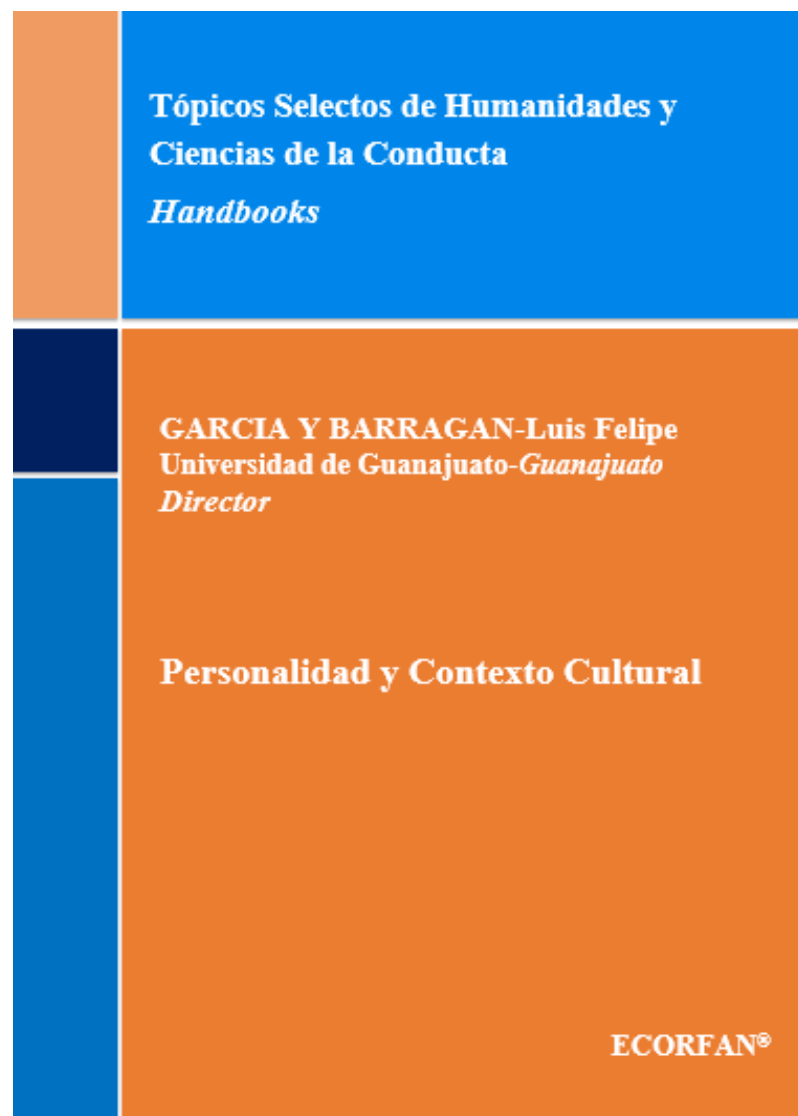 Tópicos Selectos de Humanidades y
Ciencias de la Conducta
Handbooks
GARCIA Y BARRAGAN-Luis Felipe
Universidad de Guanajuato-Guanajuato
Director
Personalidad y Contexto Cultural
ECORFAN®